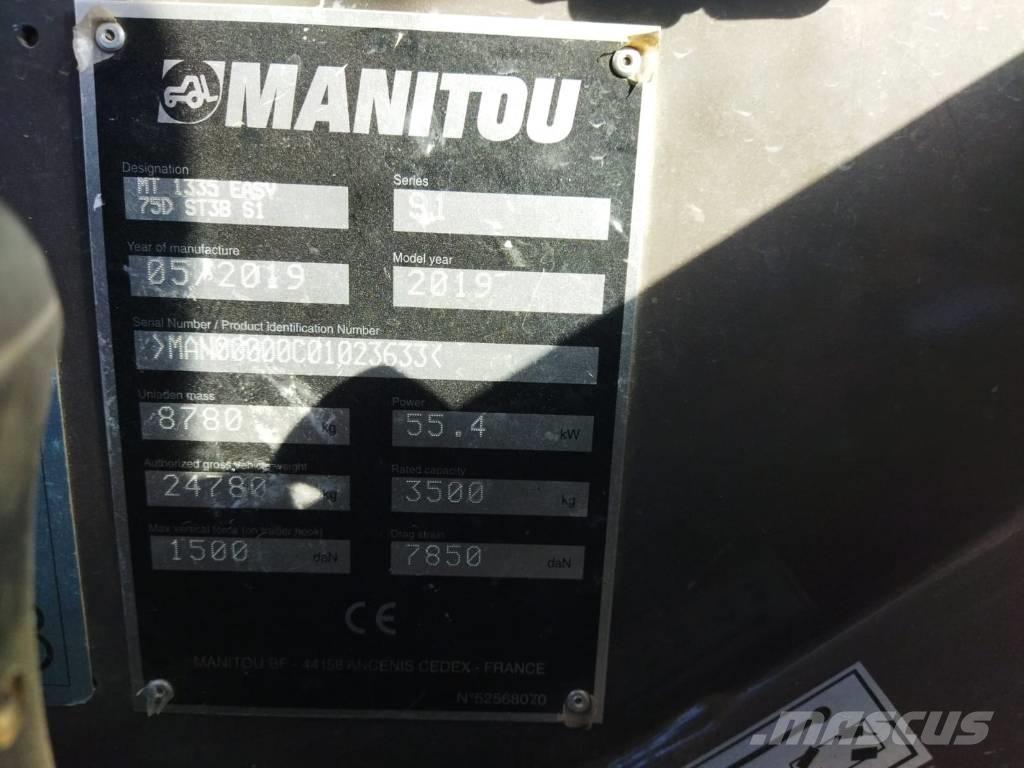 MANITOU
Designation
MT 1335 EASY
75D ST3B S1
Series
S1
Year of manufacture
05/2019
Model year
2019
Serial Number / Product identification Number
>MAN00000C01023633<
Unladen mass
8780 kg
Power
55.4 kW
Authorized gross vehicle weight
24780 kg
Rated capacity
3500 kg
Max vertical force (on trailer hook)
1500 daN
Drag strain
7850 daN
CE
MANITOU BF - 44158 ANCENIS CEDEX - FRANCE
N°52568070
mascus